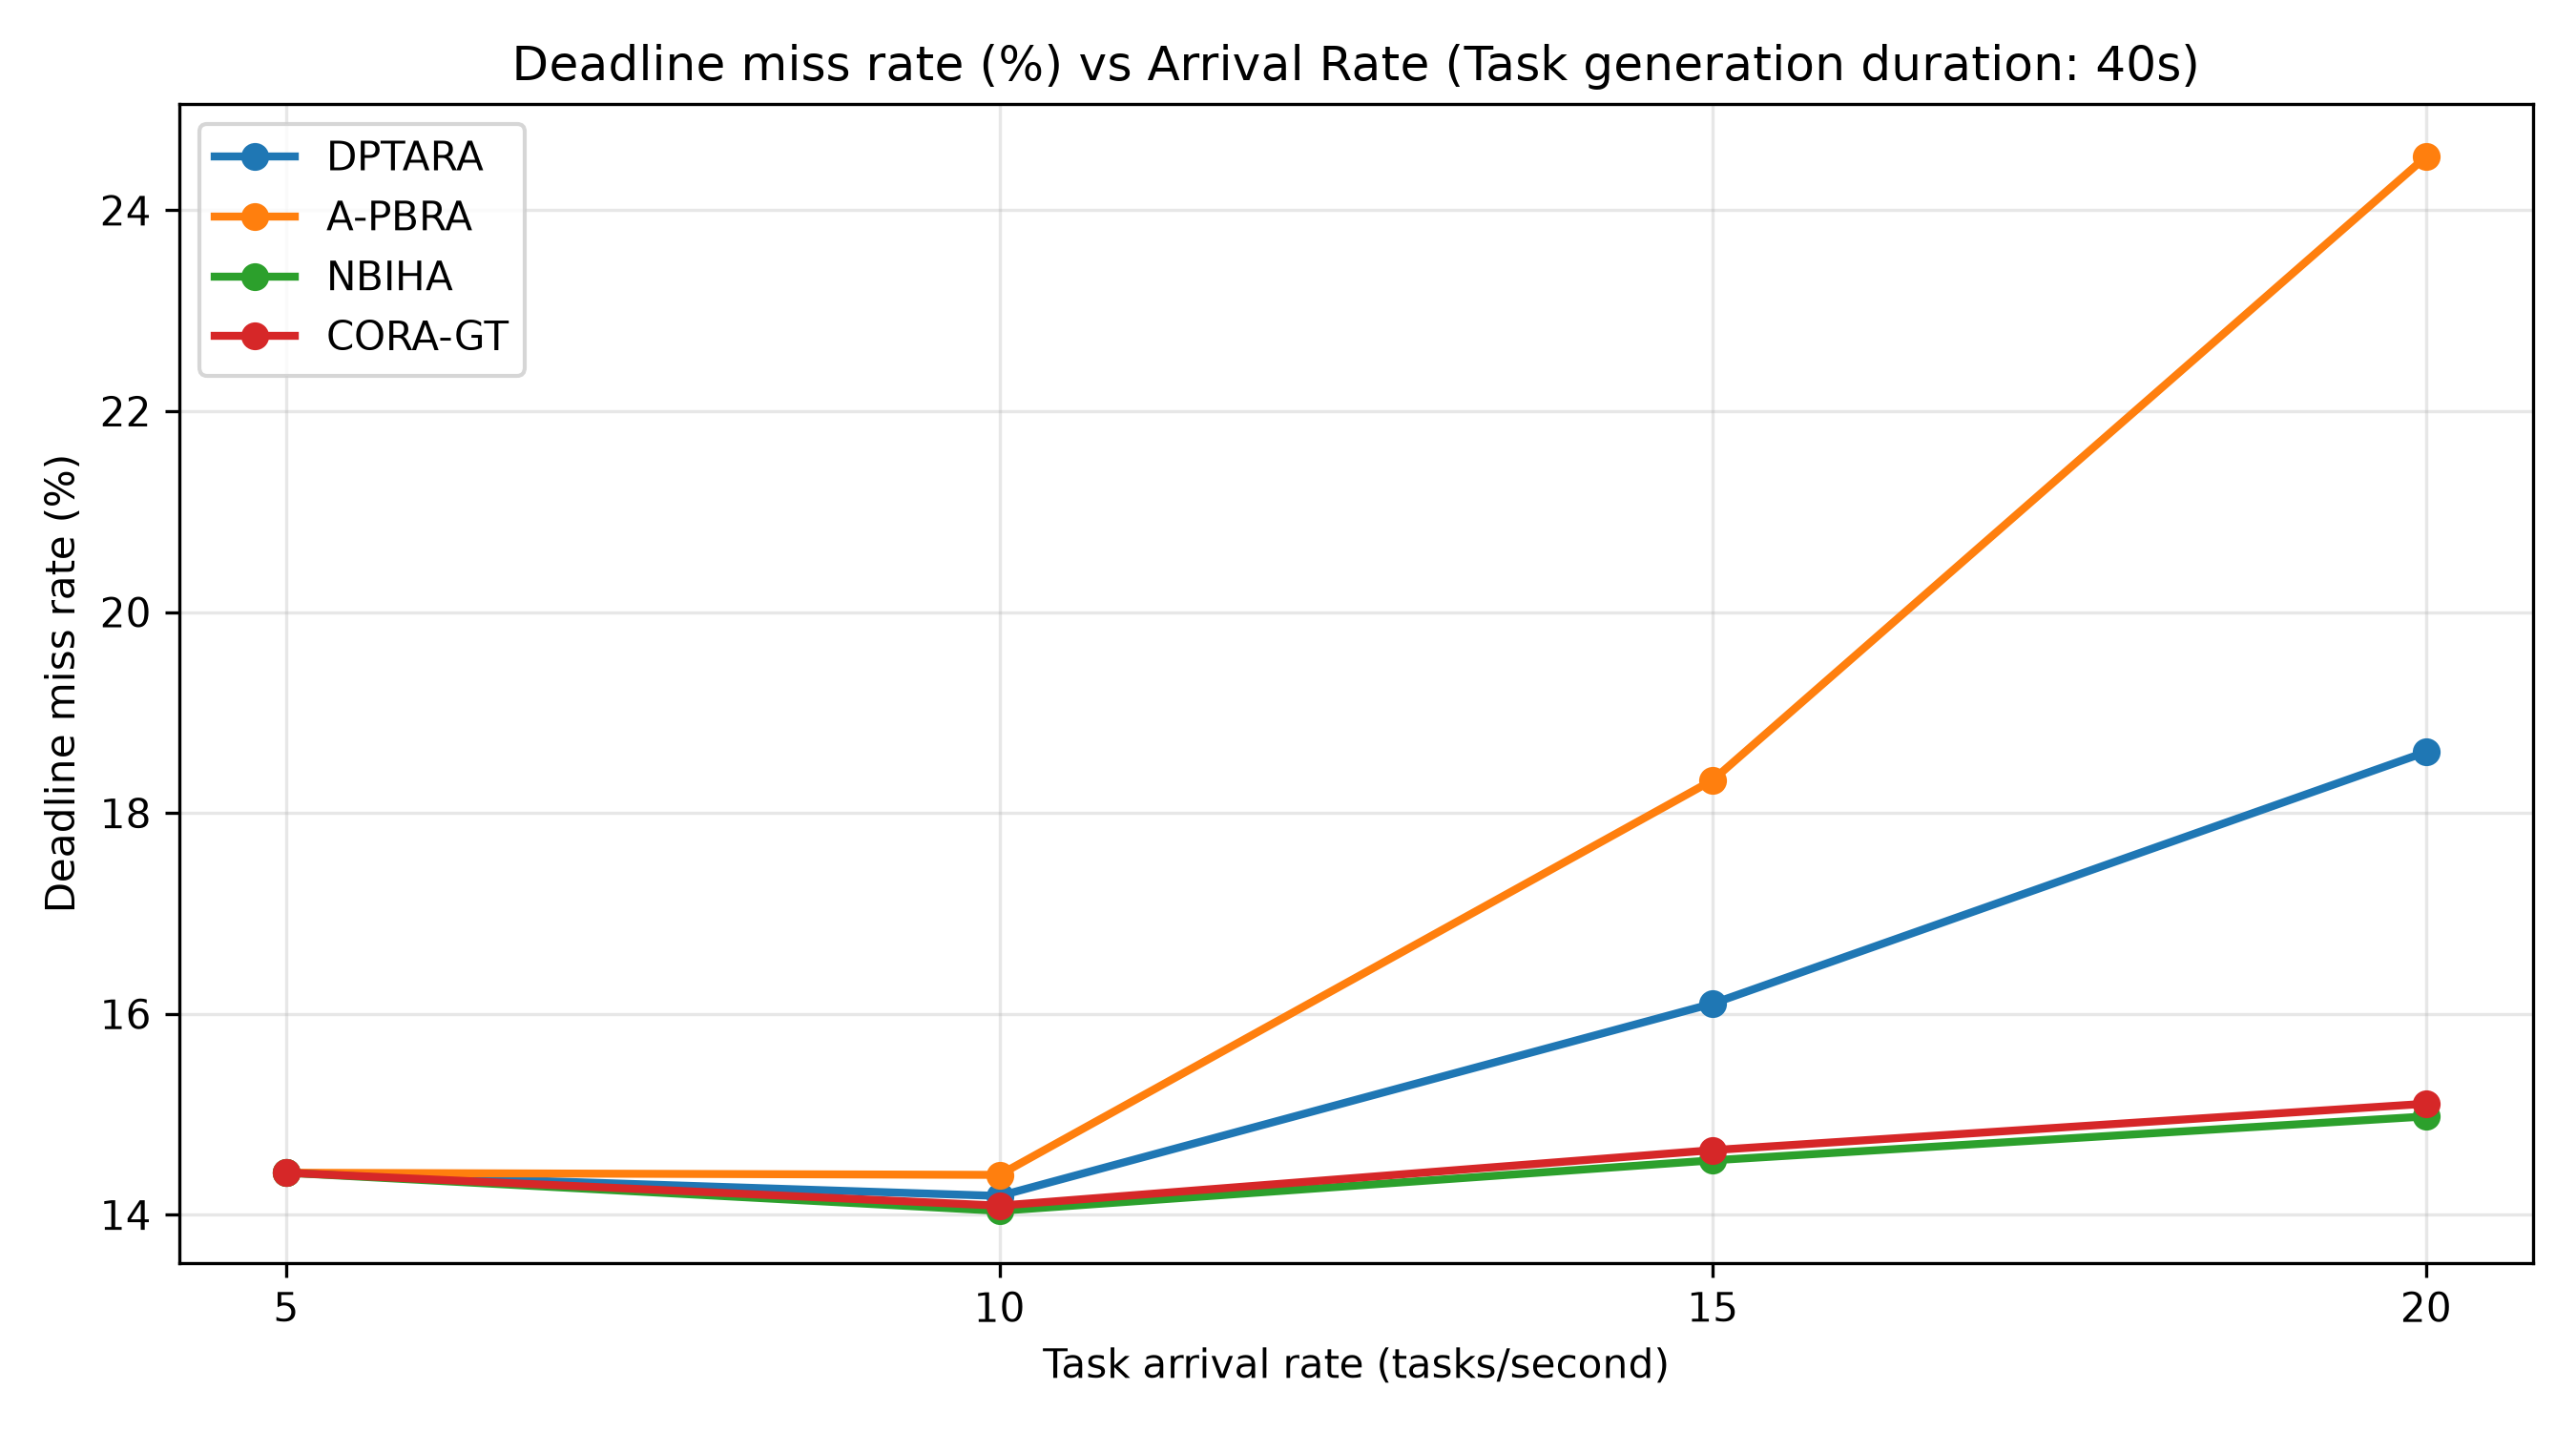 Deadline miss rate (%) vs Arrival Rate (Task generation duration: 40s)
DPTARA
A-PBRA
NBIHA
CORA-GT
Deadline miss rate (%)
24
22
20
18
16
14
5 10 15 20
Task arrival rate (tasks/second)